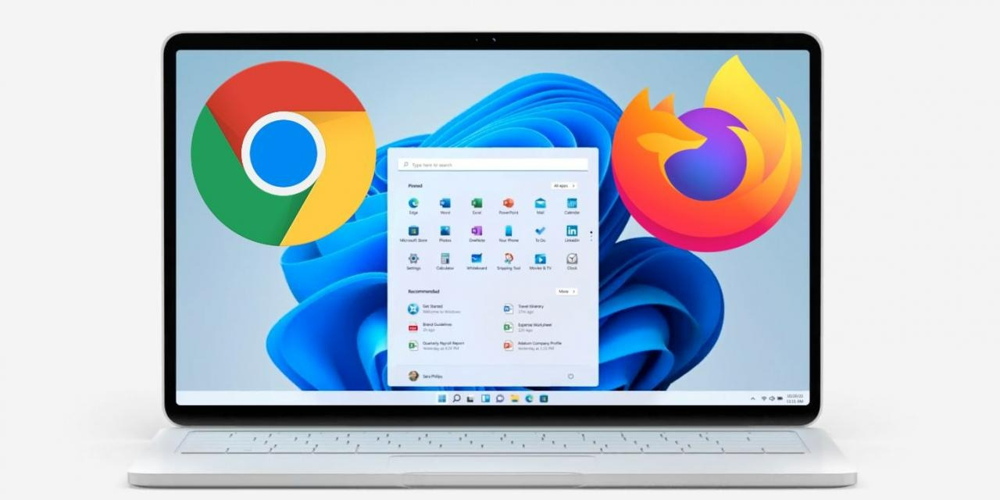 Type here to search
Pinned
All apps >
Edge
Word
Excel
PowerPoint
Mail
Calendar
Microsoft Store
Photos
OneNote
Your Phone
To Do
LinkedIn
Settings
Calculator
Whiteboard
Snipping Tool
Movies & TV
Clock
Recommended
More >
Get Started
Welcome to Windows
Travel Itinerary
17m ago
Brand Guidelines
2h ago
Expense Worksheet
12h ago
Quarterly Payroll Report
Yesterday at 4:24 PM
Adatum Company Profile
Yesterday at 1:15 PM
Sara Philips
11:11 AM